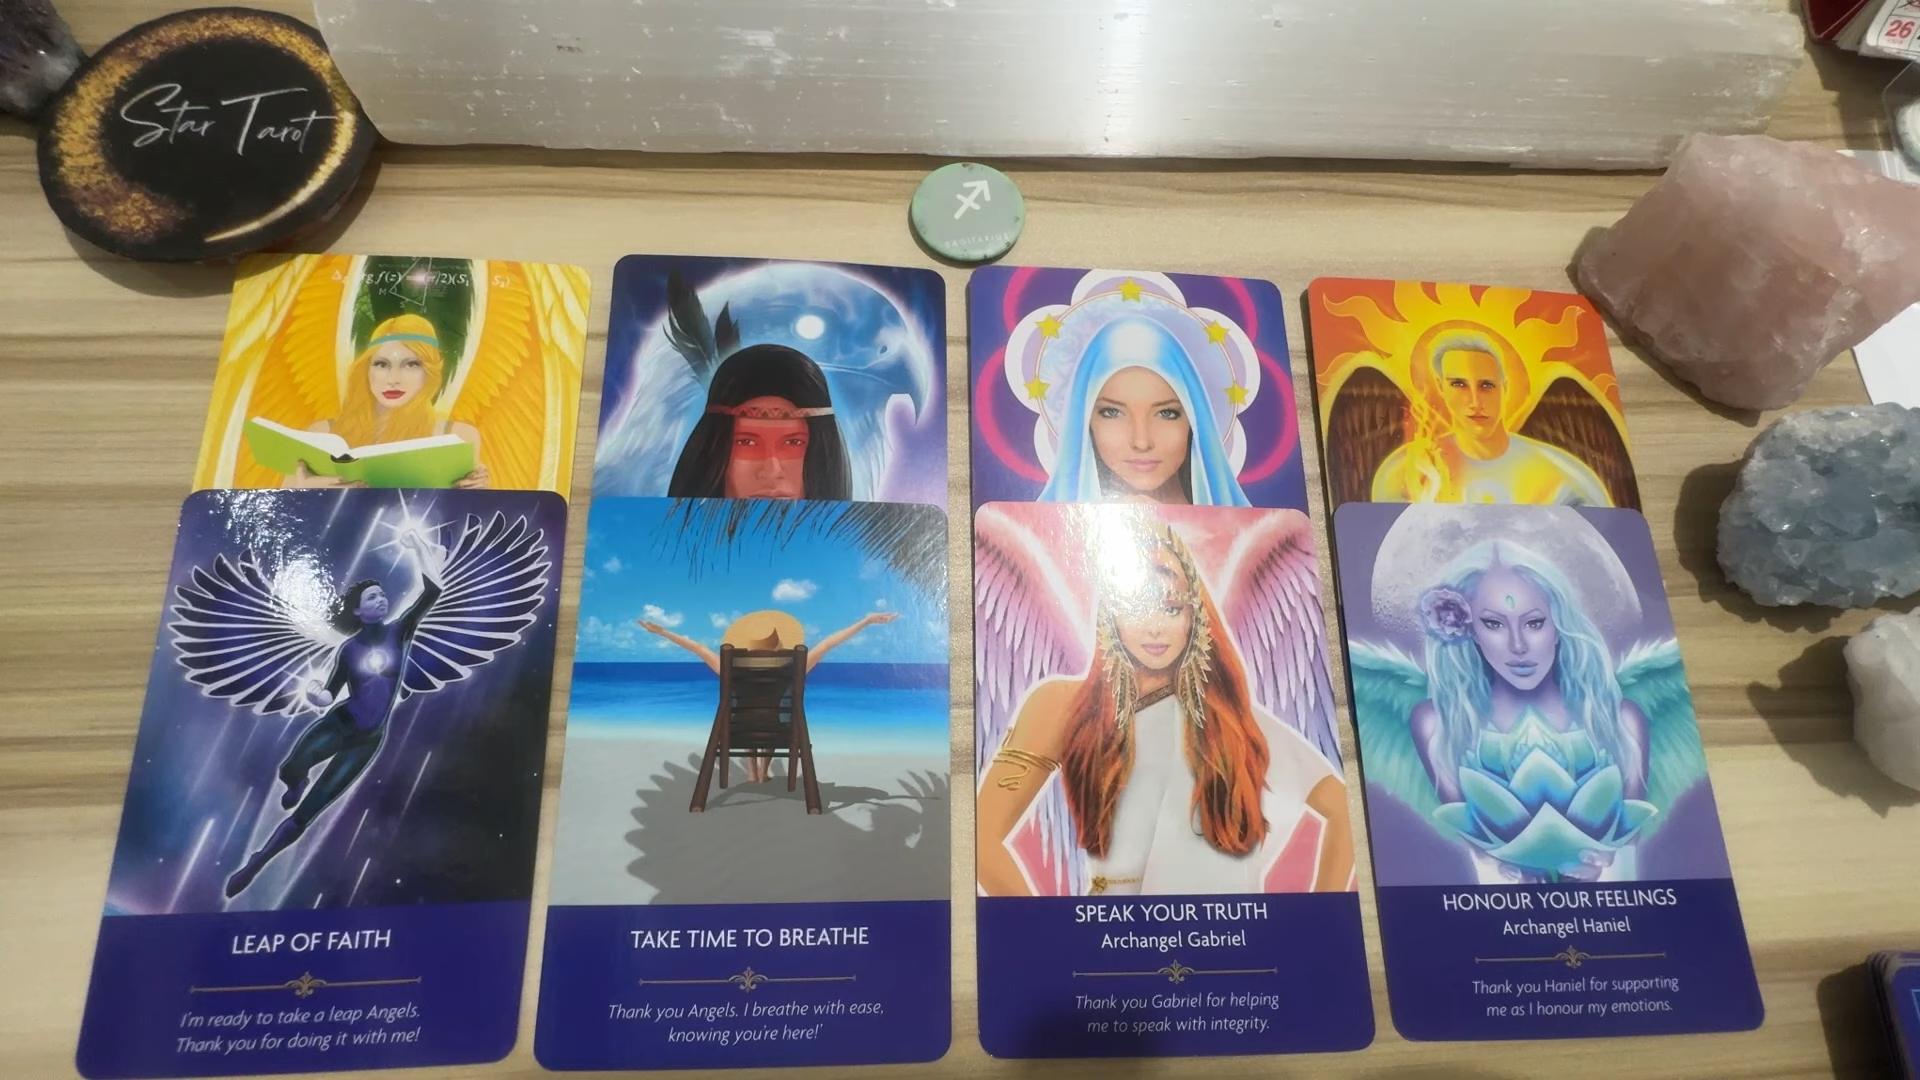 Star Tarot
26
SAGITARIUS
LEAP OF FAITH
I'm ready to take a leap Angels.
Thank you for doing it with me!
TAKE TIME TO BREATHE
Thank you Angels. I breathe with ease,
knowing you're here!'
SPEAK YOUR TRUTH
Archangel Gabriel
Thank you Gabriel for helping
me to speak with integrity.
HONOUR YOUR FEELINGS
Archangel Haniel
Thank you Haniel for supporting
me as I honour my emotions.